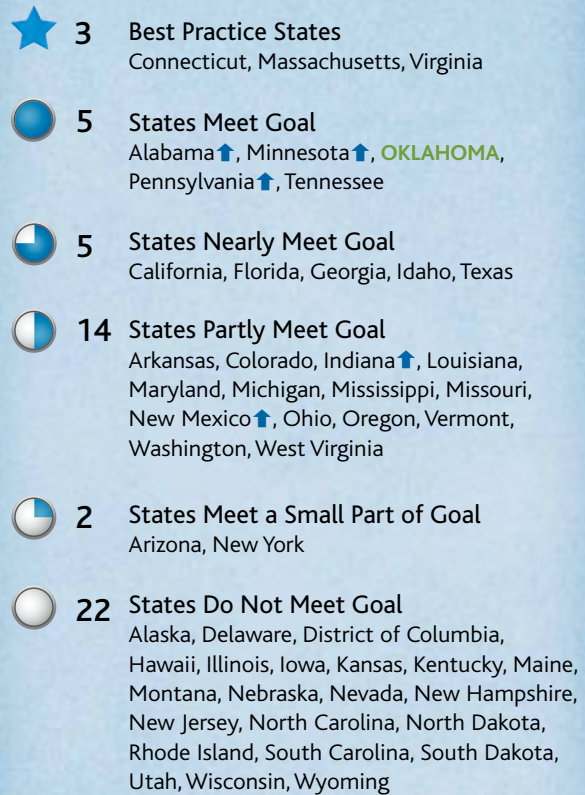 3 Best Practice States
Connecticut, Massachusetts, Virginia
5 States Meet Goal
Alabama⬆, Minnesota⬆, OKLAHOMA,
Pennsylvania⬆, Tennessee
5 States Nearly Meet Goal
California, Florida, Georgia, Idaho, Texas
14 States Partly Meet Goal
Arkansas, Colorado, Indiana⬆, Louisiana,
Maryland, Michigan, Mississippi, Missouri,
New Mexico⬆, Ohio, Oregon, Vermont,
Washington, West Virginia
2 States Meet a Small Part of Goal
Arizona, New York
22 States Do Not Meet Goal
Alaska, Delaware, District of Columbia,
Hawaii, Illinois, Iowa, Kansas, Kentucky, Maine,
Montana, Nebraska, Nevada, New Hampshire,
New Jersey, North Carolina, North Dakota,
Rhode Island, South Carolina, South Dakota,
Utah, Wisconsin, Wyoming